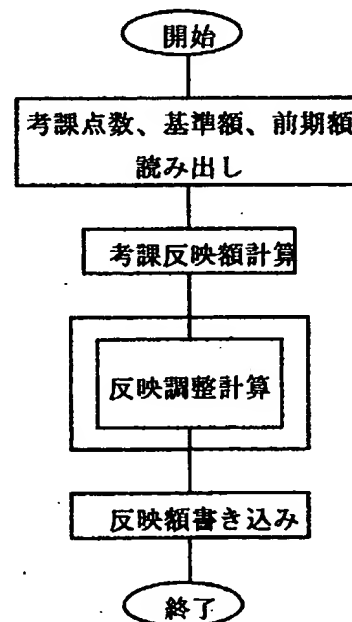 開始
考課点数、基準額、前期額
読み出し
考課反映額計算
反映調整計算
反映額書き込み
終了